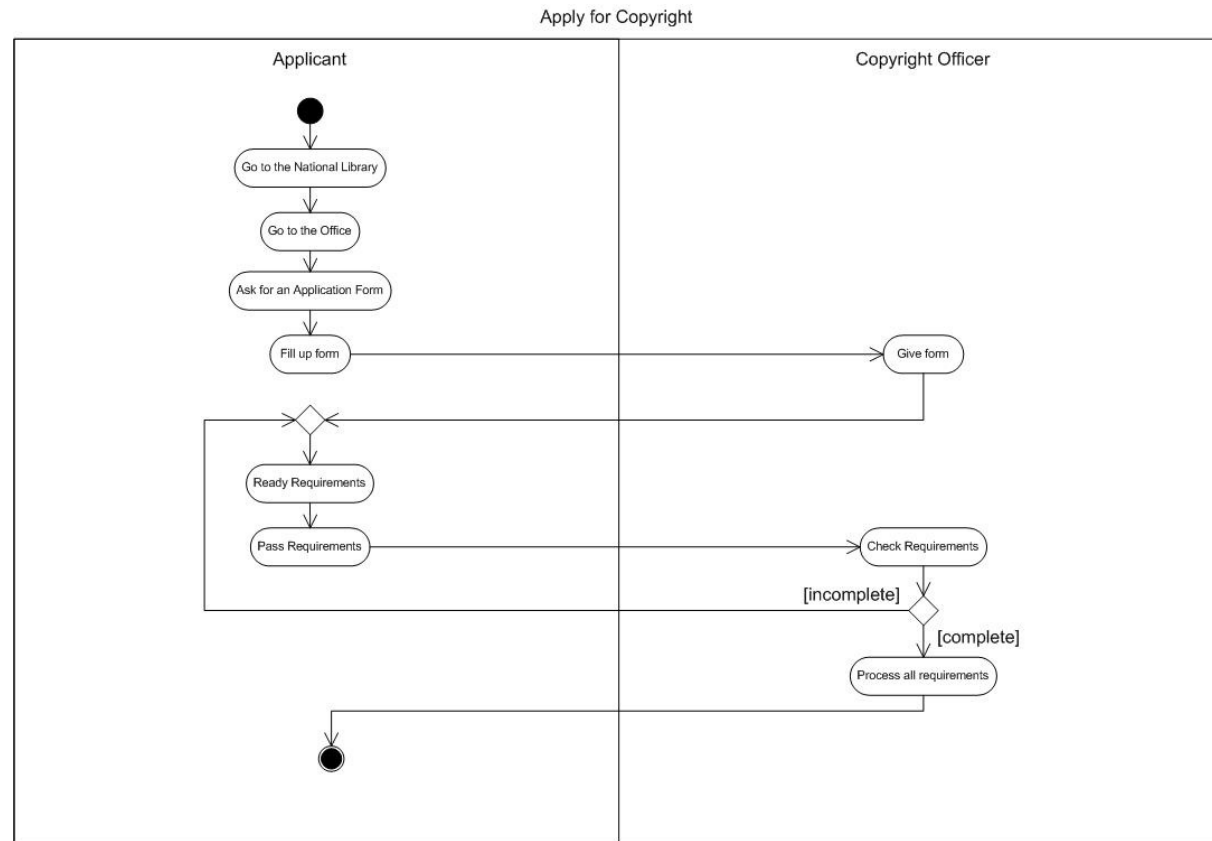 Apply for Copyright
Applicant
Copyright Officer
Go to the National Library
Go to the Office
Ask for an Application Form
Fill up form
Give form
Ready Requirements
Pass Requirements
Check Requirements
[incomplete]
[complete]
Process all requirements